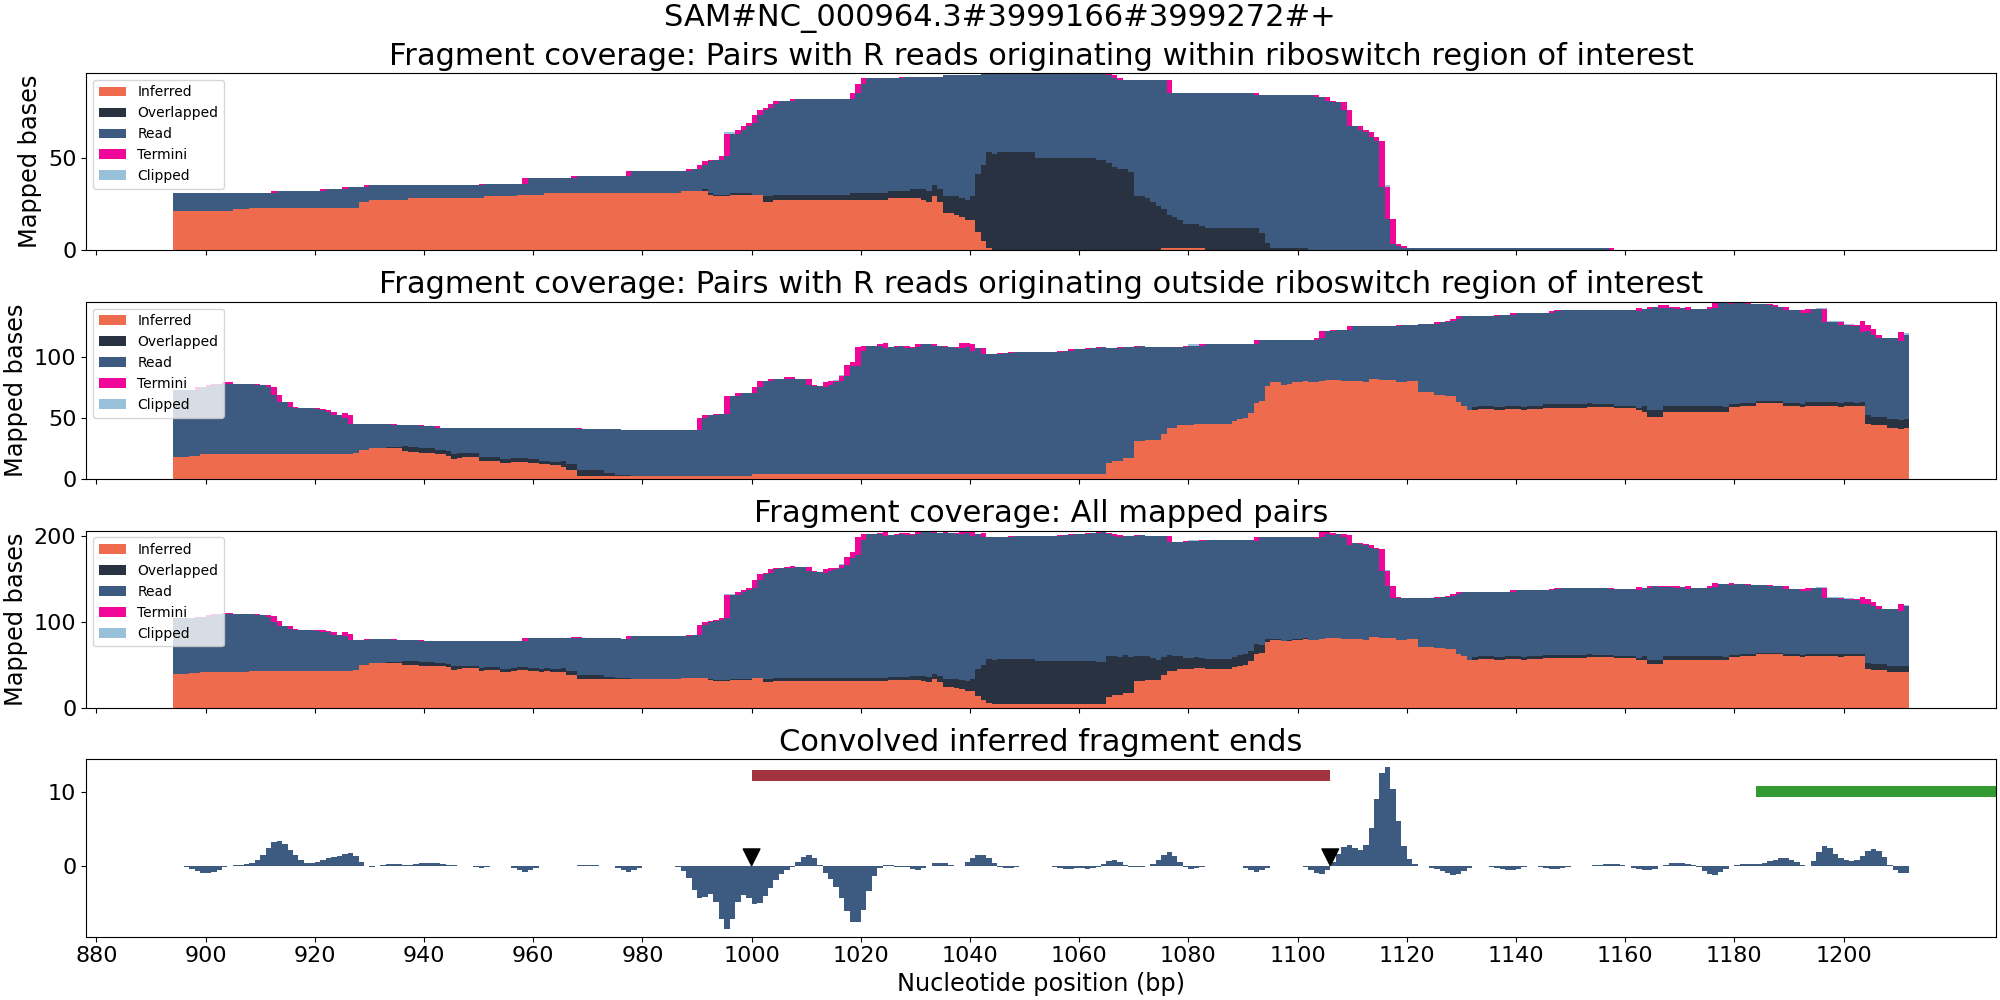 SAM#NC_000964.3#3999166#3999272#+
Fragment coverage: Pairs with R reads originating within riboswitch region of interest
Mapped bases
50
0
Inferred
Overlapped
Read
Termini
Clipped
Fragment coverage: Pairs with R reads originating outside riboswitch region of interest
Mapped bases
100
50
0
Inferred
Overlapped
Read
Termini
Clipped
Fragment coverage: All mapped pairs
Mapped bases
200
100
0
Inferred
Overlapped
Read
Termini
Clipped
Convolved inferred fragment ends
10
0
880 900 920 940 960 980 1000 1020 1040 1060 1080 1100 1120 1140 1160 1180 1200
Nucleotide position (bp)